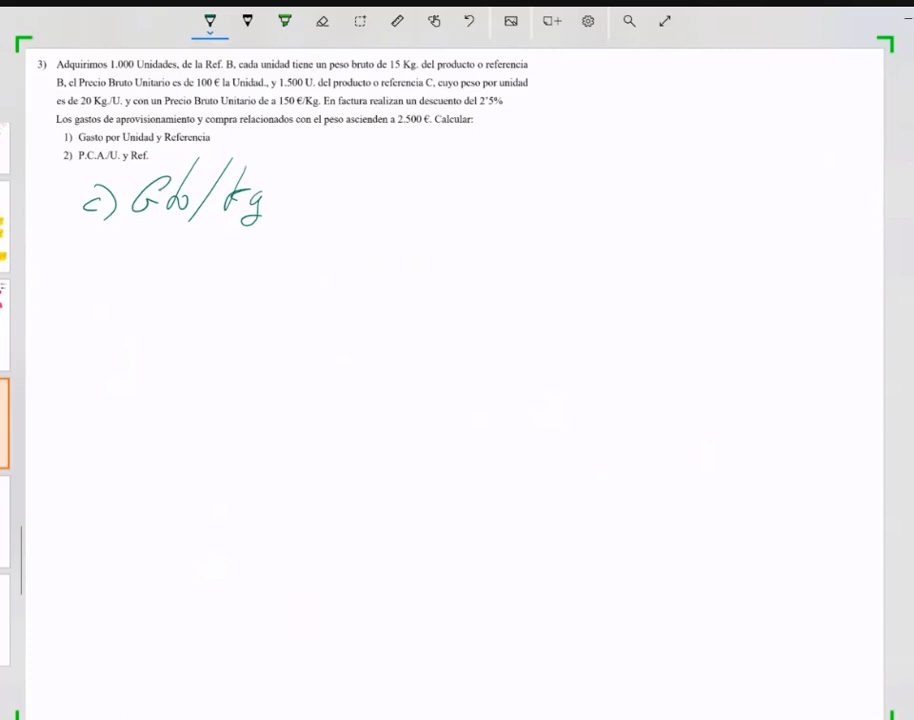 3) Adquirimos 1.000 Unidades, de la Ref. B, cada unidad tiene un peso bruto de 15 Kg. del producto o referencia
B, el Precio Bruto Unitario es de 100 € la Unidad., y 1.500 U. del producto o referencia C, cuyo peso por unidad
es de 20 Kg./U. y con un Precio Bruto Unitario de a 150 €/Kg. En factura realizan un descuento del 2'5%
Los gastos de aprovisionamiento y compra relacionados con el peso ascienden a 2.500 €. Calcular:
1) Gasto por Unidad y Referencia
2) P.C.A./U. y Ref.
c) Gto/Kg